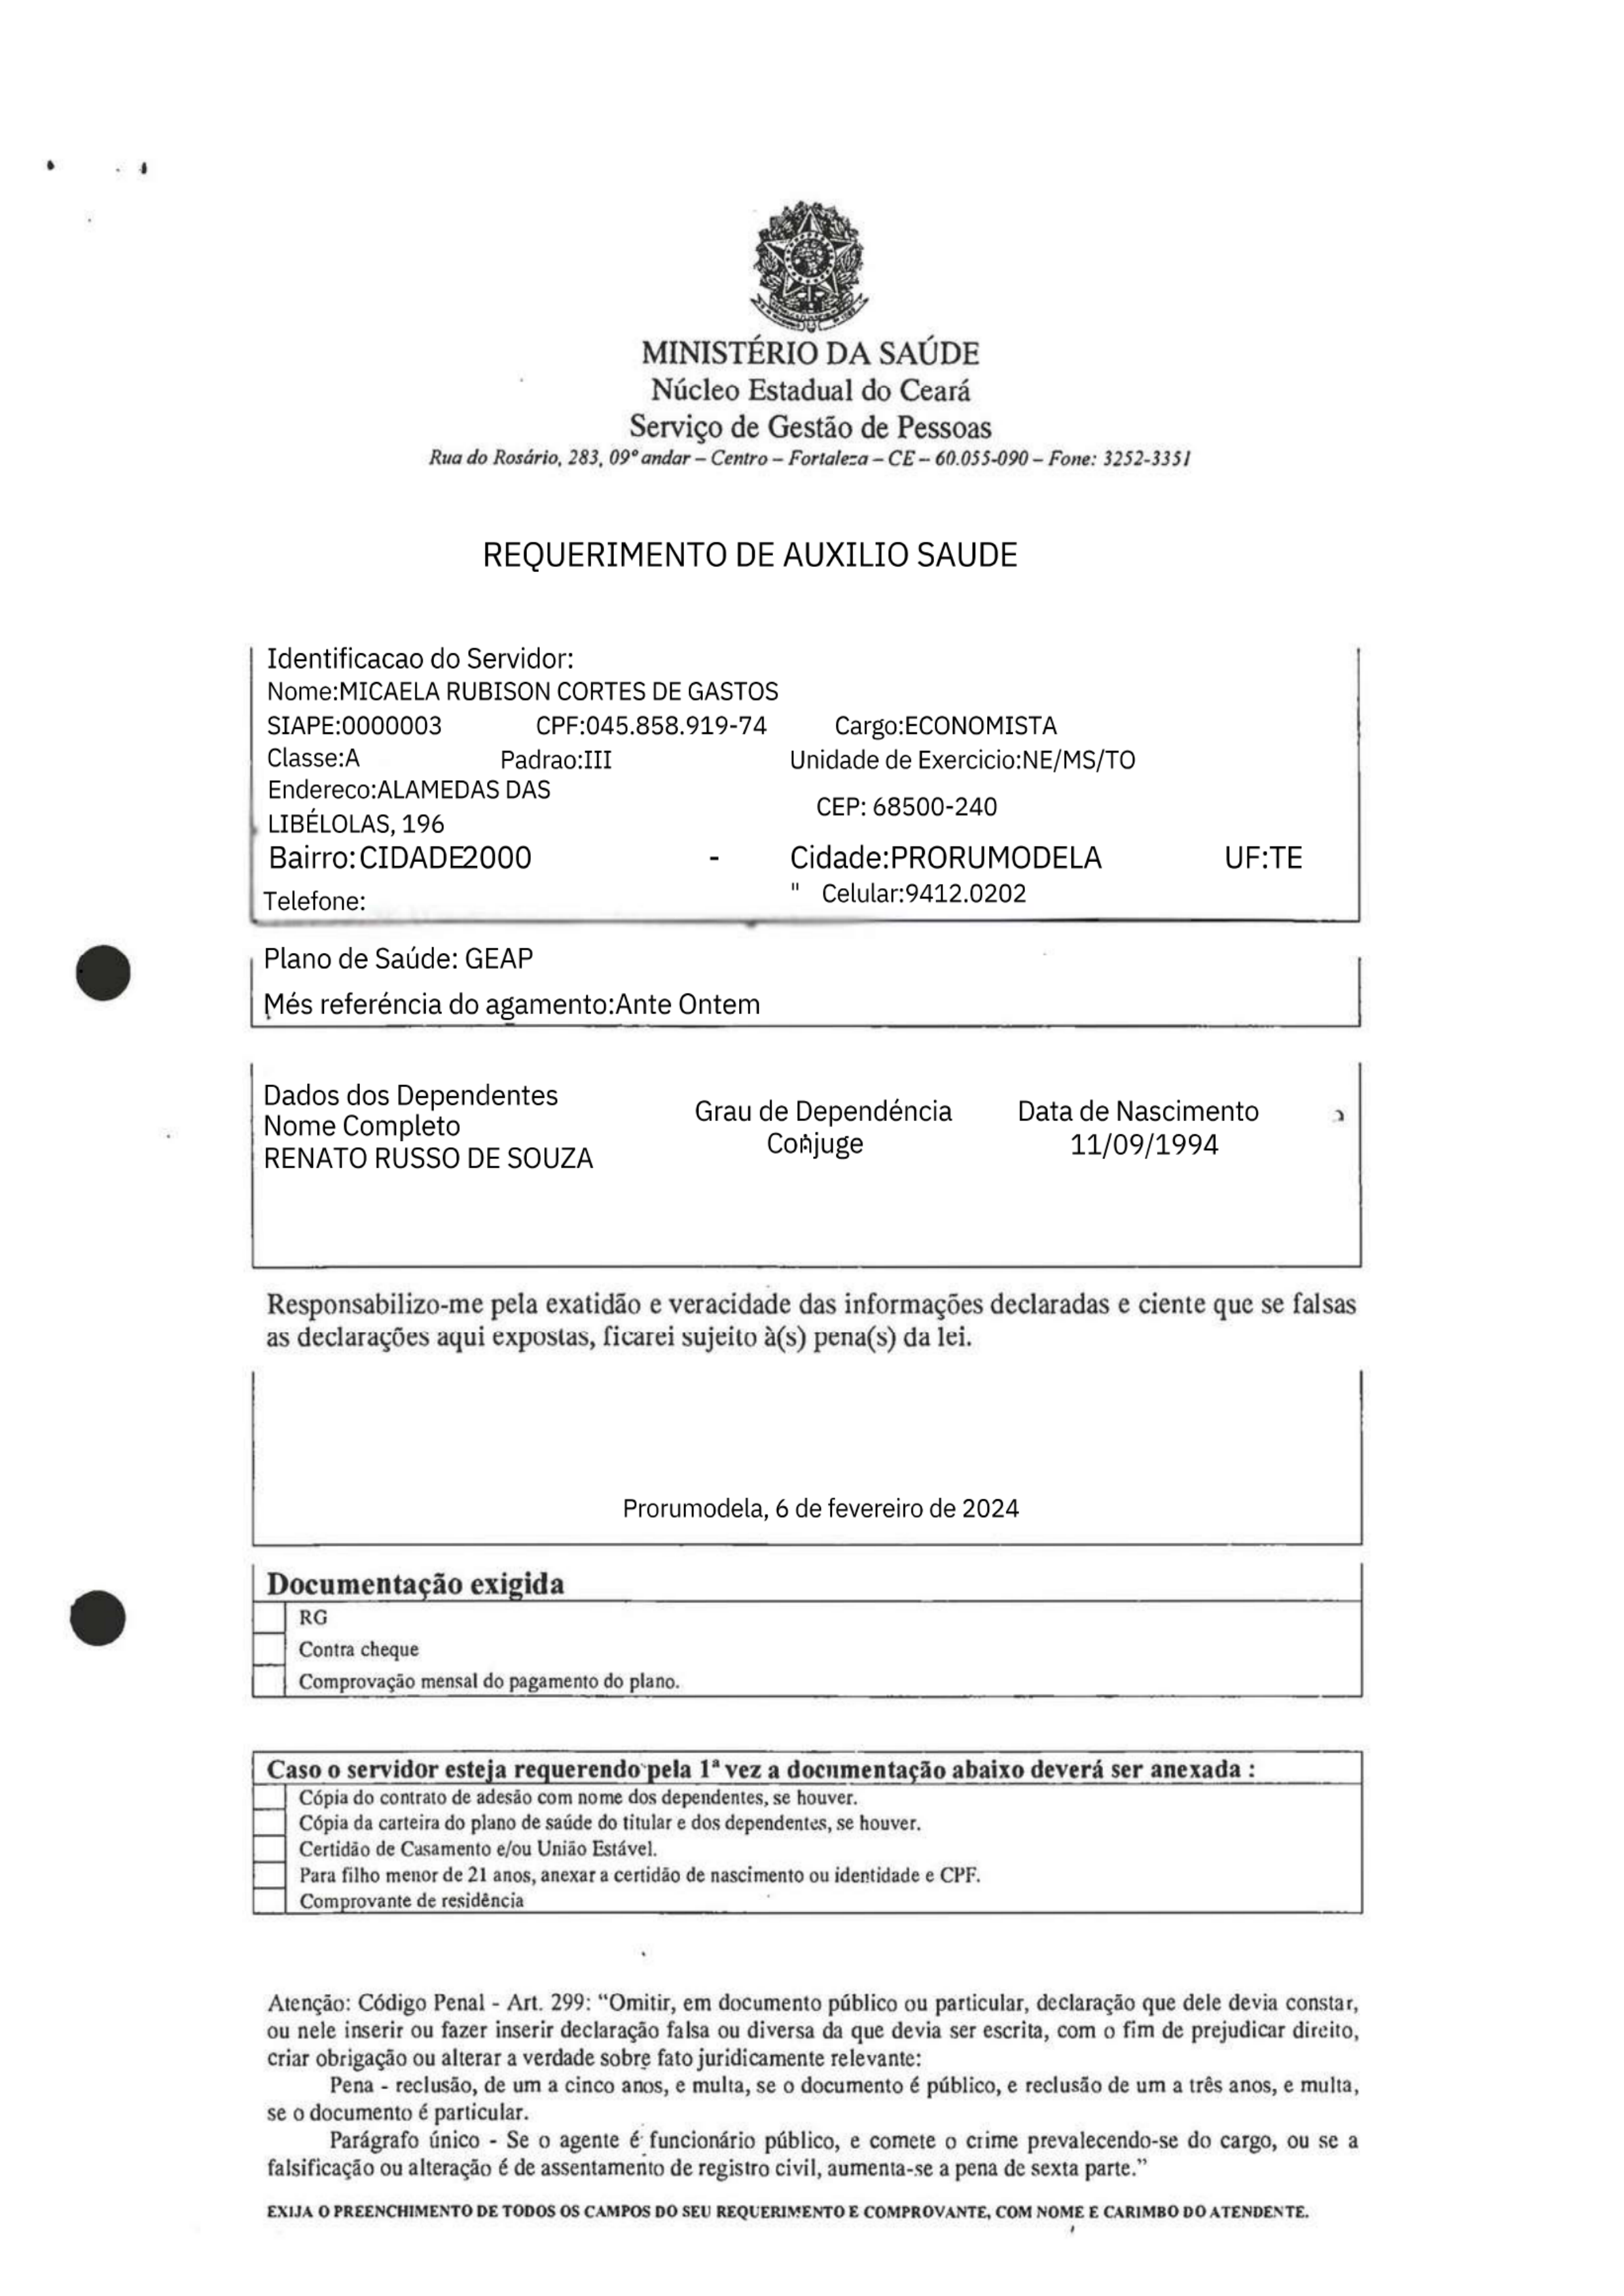 MINISTÉRIO DA SAÚDE
Núcleo Estadual do Ceará
Serviço de Gestão de Pessoas
Rua do Rosário, 283, 09º andar – Centro – Fortaleza – CE – 60.055-090 – Fone: 3252-3351
REQUERIMENTO DE AUXILIO SAUDE
Identificacao do Servidor:
Nome:MICAELA RUBISON CORTES DE GASTOS
SIAPE:0000003 CPF:045.858.919-74 Cargo:ECONOMISTA
Classe:A Padrao:III Unidade de Exercicio:NE/MS/TO
Endereco:ALAMEDAS DAS
LIBÉLOLAS, 196 CEP: 68500-240
Bairro:CIDADE2000 - Cidade:PRORUMODELA UF:TE
Telefone: " Celular:9412.0202
Plano de Saúde: GEAP
Més referéncia do agamento:Ante Ontem
Dados dos Dependentes
Nome Completo Grau de Dependéncia Data de Nascimento
RENATO RUSSO DE SOUZA Conjuge 11/09/1994
Responsabilizo-me pela exatidão e veracidade das informações declaradas e ciente que se falsas
as declarações aqui expostas, ficarei sujeito à(s) pena(s) da lei.
Prorumodela, 6 de fevereiro de 2024
Documentação exigida
RG
Contra cheque
Comprovação mensal do pagamento do plano.
Caso o servidor esteja requerendo pela 1ª vez a documentação abaixo deverá ser anexada :
Cópia do contrato de adesão com nome dos dependentes, se houver.
Cópia da carteira do plano de saúde do titular e dos dependentes, se houver.
Certidão de Casamento e/ou União Estável.
Para filho menor de 21 anos, anexar a certidão de nascimento ou identidade e CPF.
Comprovante de residência
Atenção: Código Penal - Art. 299: “Omitir, em documento público ou particular, declaração que dele devia constar,
ou nele inserir ou fazer inserir declaração falsa ou diversa da que devia ser escrita, com o fim de prejudicar direito,
criar obrigação ou alterar a verdade sobre fato juridicamente relevante:
Pena - reclusão, de um a cinco anos, e multa, se o documento é público, e reclusão de um a três anos, e multa,
se o documento é particular.
Parágrafo único - Se o agente é funcionário público, e comete o crime prevalecendo-se do cargo, ou se a
falsificação ou alteração é de assentamento de registro civil, aumenta-se a pena de sexta parte.”
EXIJA O PREENCHIMENTO DE TODOS OS CAMPOS DO SEU REQUERIMENTO E COMPROVANTE, COM NOME E CARIMBO DO ATENDENTE.